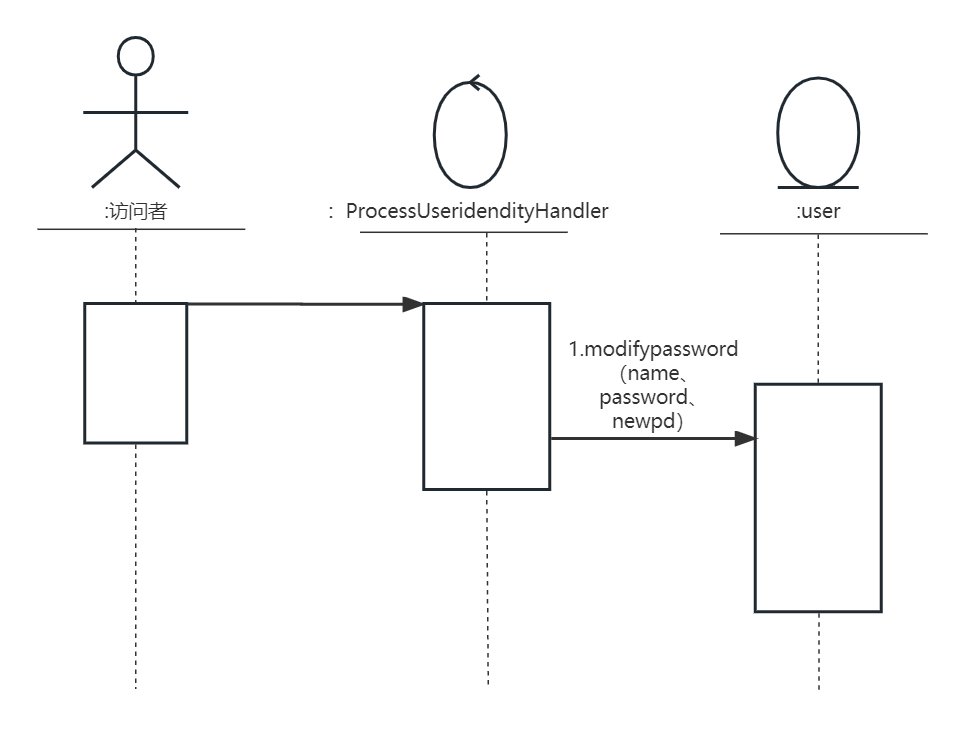 :访问者
：ProcessUseridendityHandler
:user
1.modifypassword
（name、
password、
newpd）